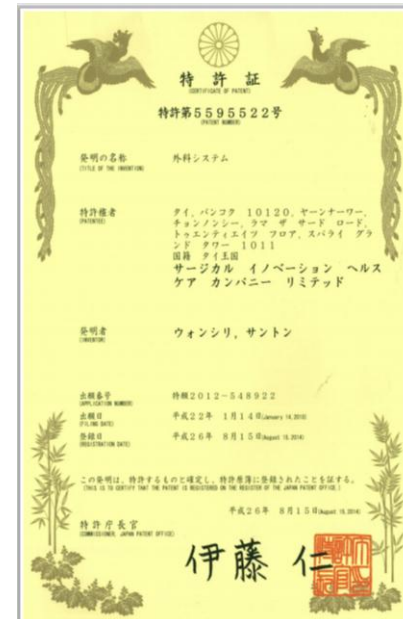 特許証
(CERTIFICATE OF PATENT)
特許第5595522号
(PATENT NUMBER)
発明の名称 外科システム
(TITLE OF THE INVENTION)
特許権者 タイ, バンコク 10120, ヤーンナーワー,
(PATENTEE) チョンノンシー, ラマ ザ サード ロード,
トゥエンティエイツ フロア, スパライ グラ
ンド タワー 1011
国籍 タイ王国
サージカル イノベーション ヘルス
ケア カンパニー リミテッド
発明者 ウォンシリ, サントン
(INVENTOR)
出願番号 特願2012-548922
(APPLICATION NUMBER)
出願日 平成22年 1月14日(January 14,2010)
(FILING DATE)
登録日 平成26年 8月15日(August 15,2014)
(REGISTRATION DATE)
この発明は、特許するものと確定し、特許原簿に登録されたことを証する。
(THIS IS TO CERTIFY THAT THE PATENT IS REGISTERED ON THE REGISTER OF THE JAPAN PATENT OFFICE.)
平成26年 8月15日(August 15,2014)
特許庁長官
(COMMISSIONER, JAPAN PATENT OFFICE)
伊藤 仁